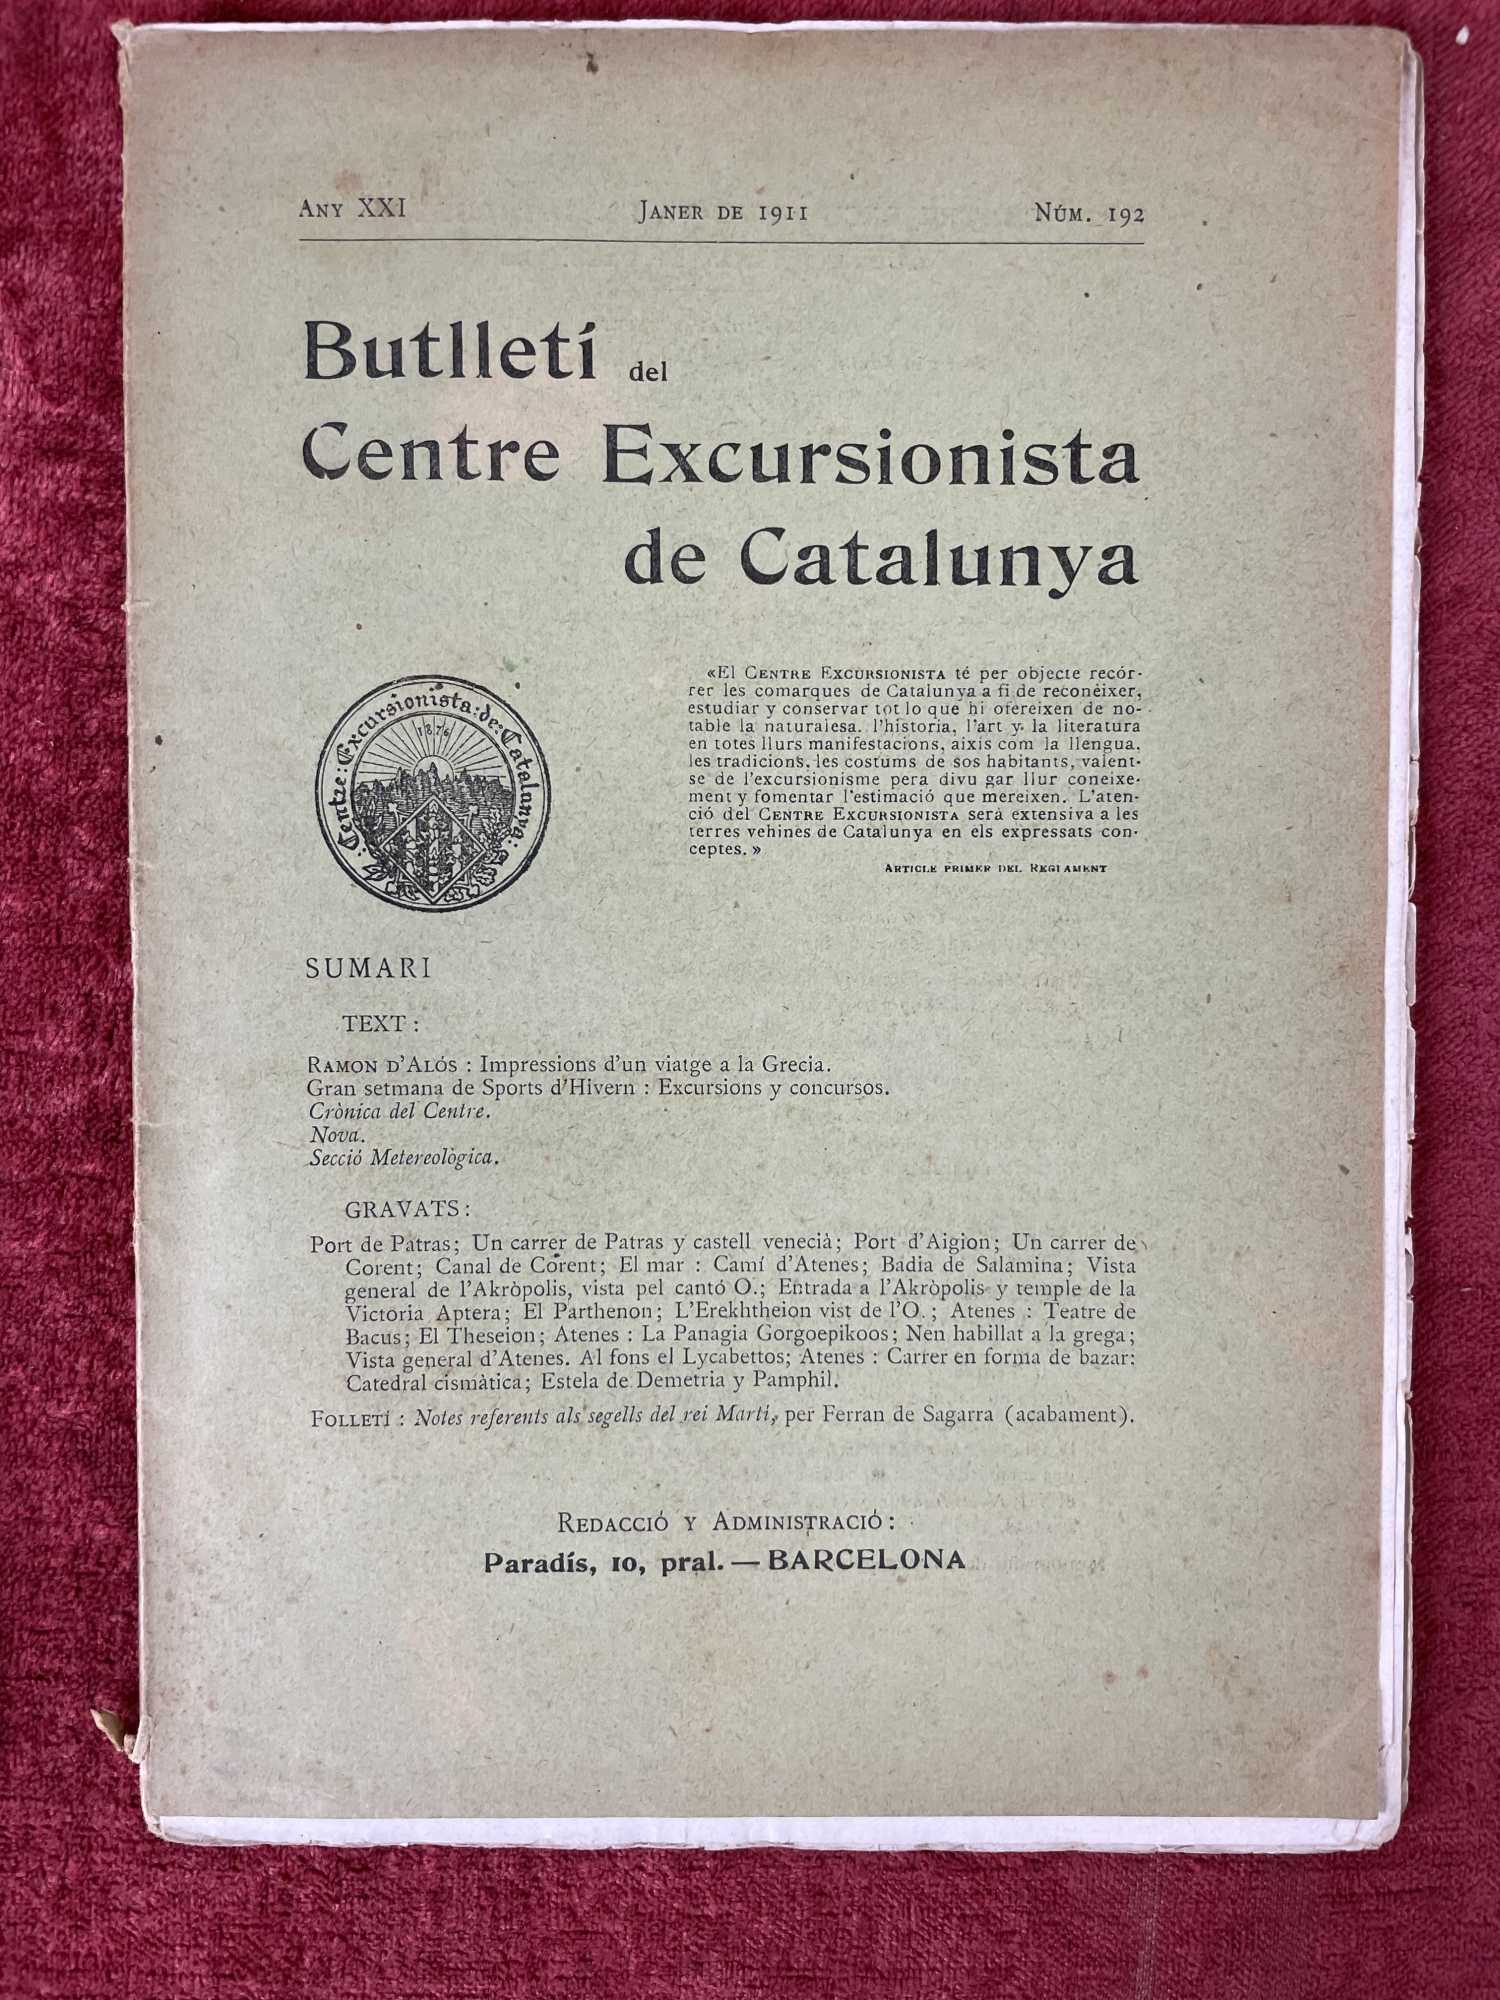 Any XXI Janer de 1911 Núm. 192
Butlletí del
Centre Excursionista
de Catalunya
Centre : Excursionista : de : Catalunya :
1876
«El Centre Excursionista té per objecte recór-
rer les comarques de Catalunya a fi de reconèixer,
estudiar y conservar tot lo que hi ofereixen de no-
table la naturalesa, l'historia, l'art y la literatura
en totes llurs manifestacions, aixis com la llengua,
les tradicions, les costums de sos habitants, valent-
se de l'excursionisme pera divu gar llur coneixe-
ment y fomentar l'estimació que mereixen. L'aten-
ció del Centre Excursionista serà extensiva a les
terres vehines de Catalunya en els expressats con-
ceptes.»
Article primer del Reglament
SUMARI
TEXT :
Ramon d'Alós : Impressions d'un viatge a la Grecia.
Gran setmana de Sports d'Hivern : Excursions y concursos.
Crònica del Centre.
Nova.
Secció Metereològica.
GRAVATS :
Port de Patras; Un carrer de Patras y castell venecià; Port d'Aigion; Un carrer de
Corent; Canal de Corent; El mar : Camí d'Atenes; Badia de Salamina; Vista
general de l'Akròpolis, vista pel cantó O.; Entrada a l'Akròpolis y temple de la
Victoria Aptera; El Parthenon; L'Erekhtheion vist de l'O.; Atenes : Teatre de
Bacus; El Theseion; Atenes : La Panagia Gorgoepikoos; Nen habillat a la grega;
Vista general d'Atenes. Al fons el Lycabettos; Atenes : Carrer en forma de bazar:
Catedral cismàtica; Estela de Demetria y Pamphil.
Folletí : Notes referents als segells del rei Martí, per Ferran de Sagarra (acabament).
Redacció y Administració :
Paradís, 10, pral. — BARCELONA